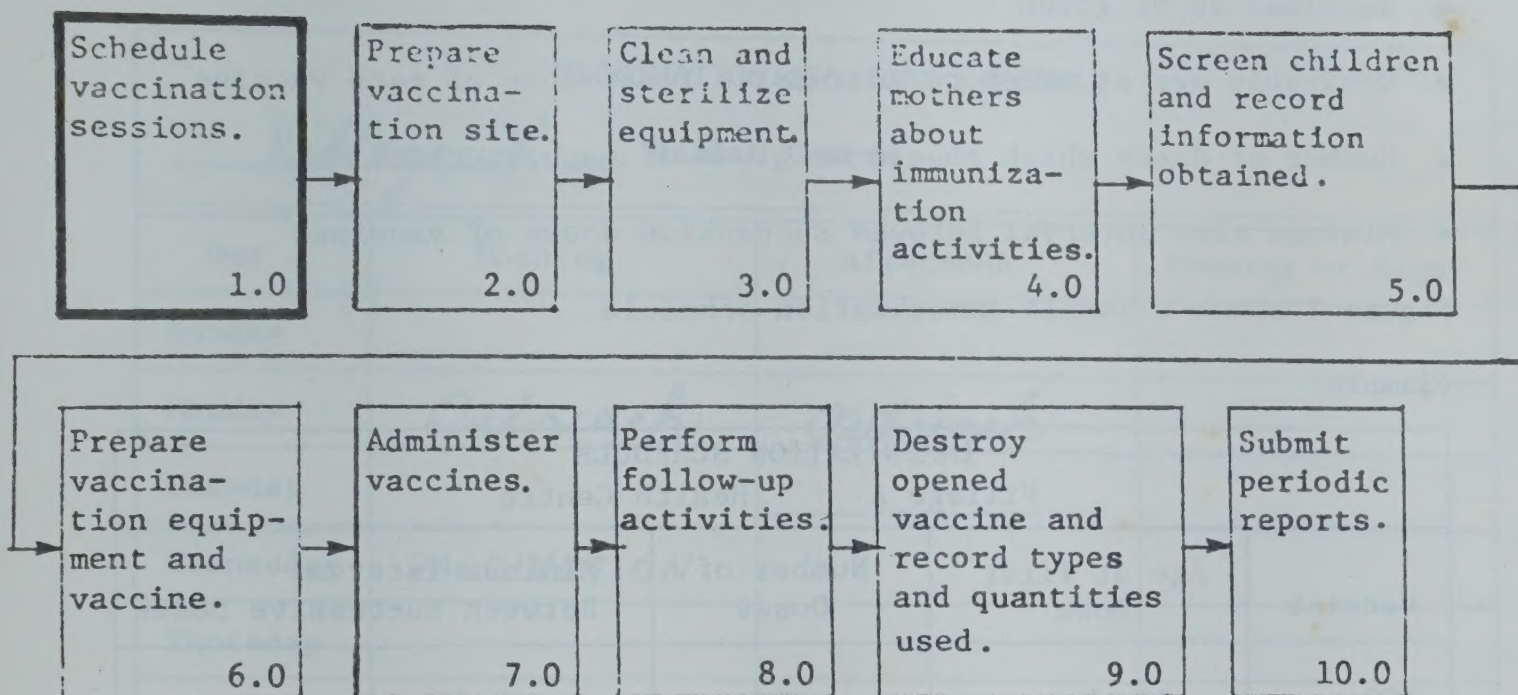 Schedule
vaccination
sessions.
1.0
Prepare
vaccina-
tion site.
2.0
Clean and
sterilize
equipment.
3.0
Educate
mothers
about
immuniza-
tion
activities.
4.0
Screen children
and record
information
obtained.
5.0
Prepare
vaccina-
tion equip-
ment and
vaccine.
6.0
Administer
vaccines.
7.0
Perform
follow-up
activities.
8.0
Destroy
opened
vaccine and
record types
and quantities
used.
9.0
Submit
periodic
reports.
10.0